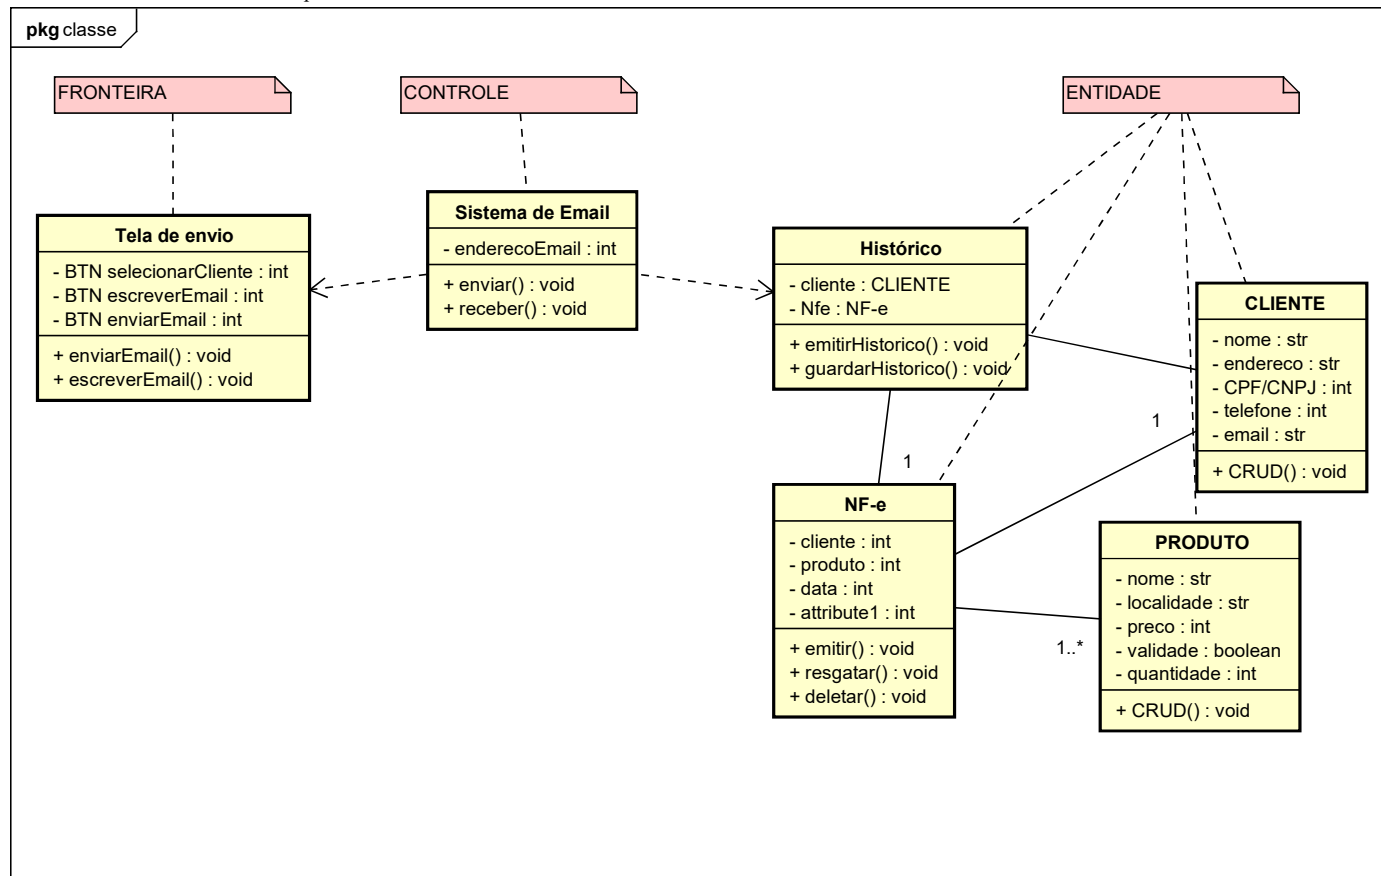 pkg classe
FRONTEIRA
CONTROLE
ENTIDADE
Tela de envio
- BTN selecionarCliente : int
- BTN escreverEmail : int
- BTN enviarEmail : int
+ enviarEmail() : void
+ escreverEmail() : void
Sistema de Email
- enderecoEmail : int
+ enviar() : void
+ receber() : void
Histórico
- cliente : CLIENTE
- Nfe : NF-e
+ emitirHistorico() : void
+ guardarHistorico() : void
CLIENTE
- nome : str
- endereco : str
- CPF/CNPJ : int
- telefone : int
- email : str
+ CRUD() : void
1
1
NF-e
- cliente : int
- produto : int
- data : int
- attribute1 : int
+ emitir() : void
+ resgatar() : void
+ deletar() : void
1..*
PRODUTO
- nome : str
- localidade : str
- preco : int
- validade : boolean
- quantidade : int
+ CRUD() : void